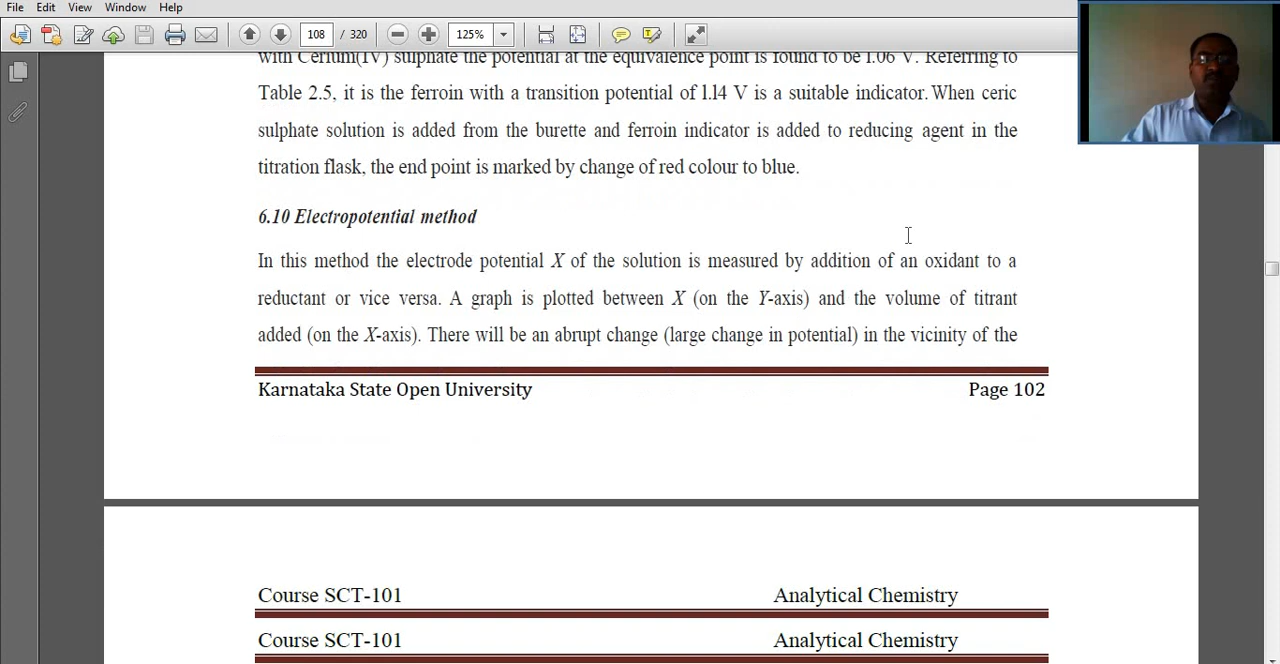 File Edit View Window Help
108 / 320 125%
with Cerium(IV) sulphate the potential at the equivalence point is found to be 1.06 V. Referring to
Table 2.5, it is the ferroin with a transition potential of 1.14 V is a suitable indicator. When ceric
sulphate solution is added from the burette and ferroin indicator is added to reducing agent in the
titration flask, the end point is marked by change of red colour to blue.
6.10 Electropotential method
In this method the electrode potential X of the solution is measured by addition of an oxidant to a
reductant or vice versa. A graph is plotted between X (on the Y-axis) and the volume of titrant
added (on the X-axis). There will be an abrupt change (large change in potential) in the vicinity of the
Karnataka State Open University Page 102
Course SCT-101 Analytical Chemistry
Course SCT-101 Analytical Chemistry